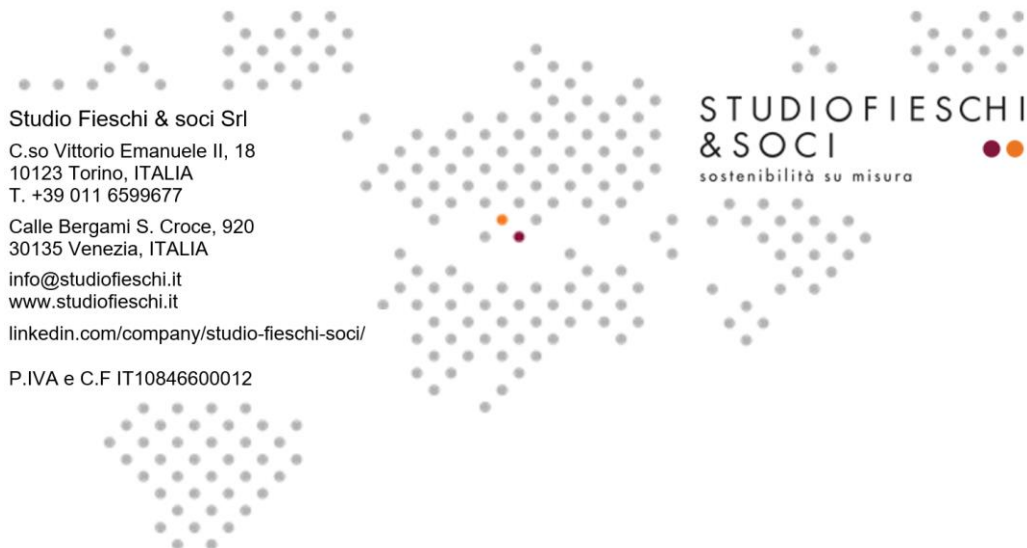 Studio Fieschi & soci Srl
C.so Vittorio Emanuele II, 18
10123 Torino, ITALIA
T. +39 011 6599677
Calle Bergami S. Croce, 920
30135 Venezia, ITALIA
info@studiofieschi.it
www.studiofieschi.it
linkedin.com/company/studio-fieschi-soci/
P.IVA e C.F IT10846600012
STUDIOFIESCHI
& SOCI
sostenibilità su misura